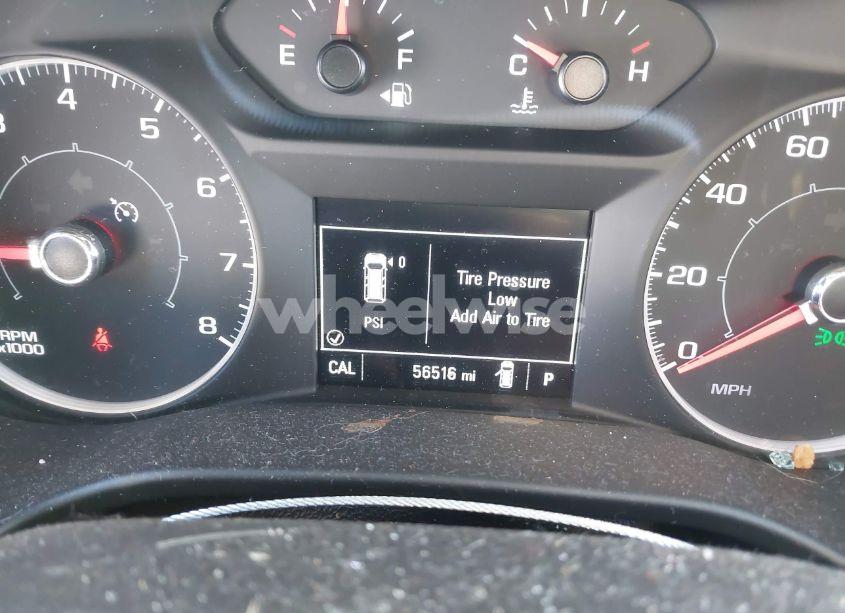 E F
C H
3 4 5 6 7 8
RPM
x1000
0
PSI
Tire Pressure
Low
Add Air to Tire
CAL 56516 mi P
0 20 40 60
MPH
wheelwise